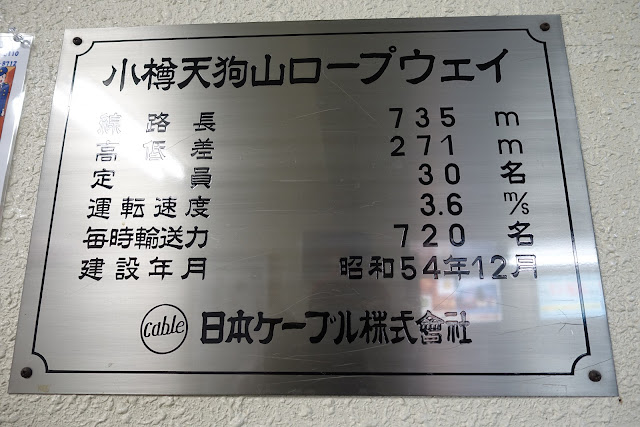 小樽天狗山ロープウェイ
線路長 735 m
高低差 271 m
定員 30 名
運転速度 3.6 m/s
毎時輸送力 720 名
建設年月 昭和54年12月
Cable 日本ケーブル株式會社